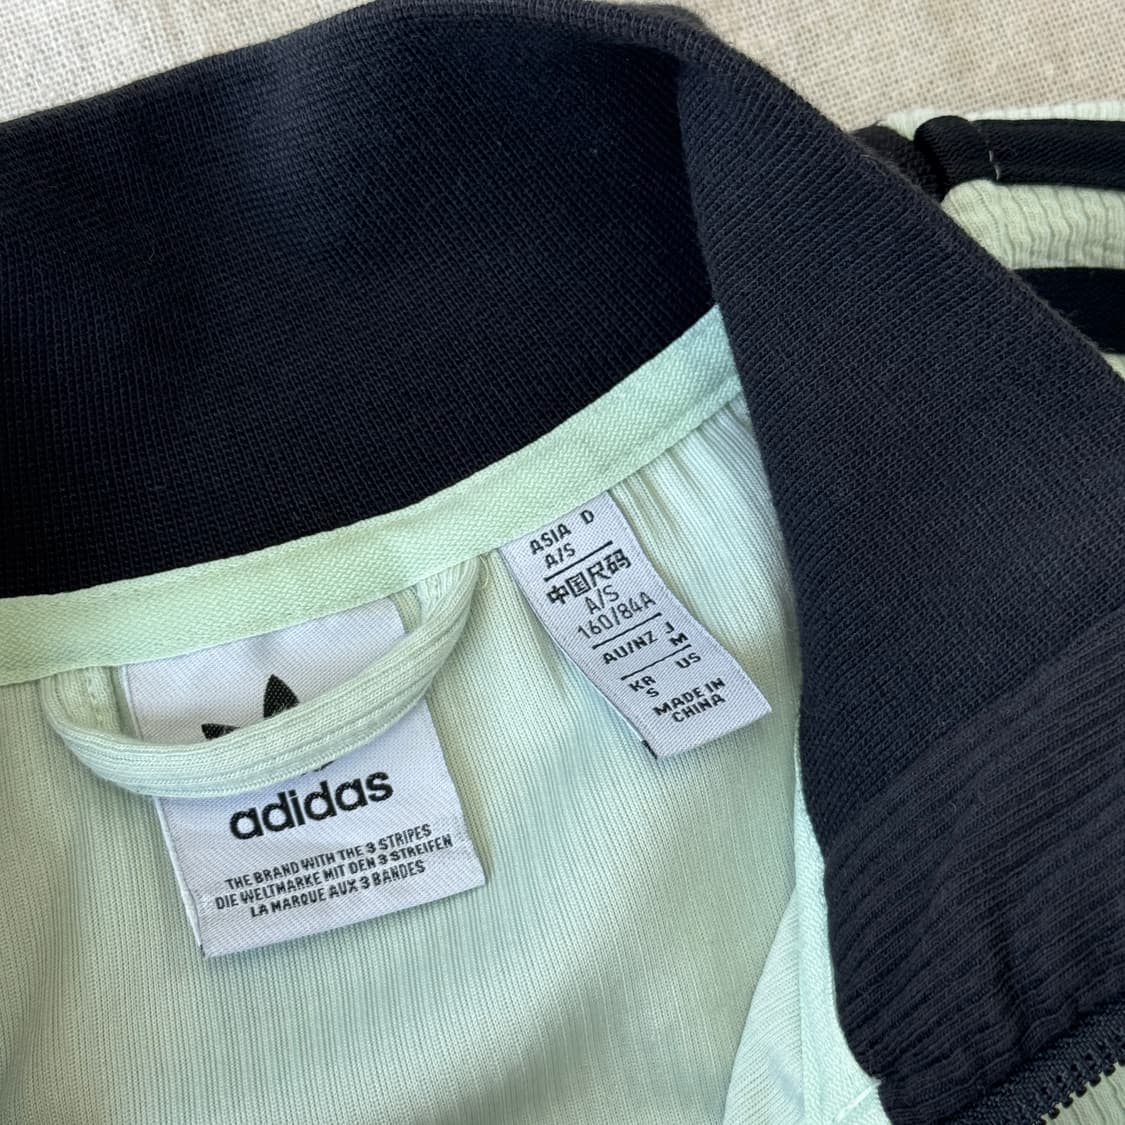 adidas
THE BRAND WITH THE 3 STRIPES
DIE WELTMARKE MIT DEN 3 STREIFEN
LA MARQUE AUX 3 BANDES
ASIA D
A/S
中国尺码
A/S
160/84A
AU/NZ J
M
KR US
S
MADE IN
CHINA